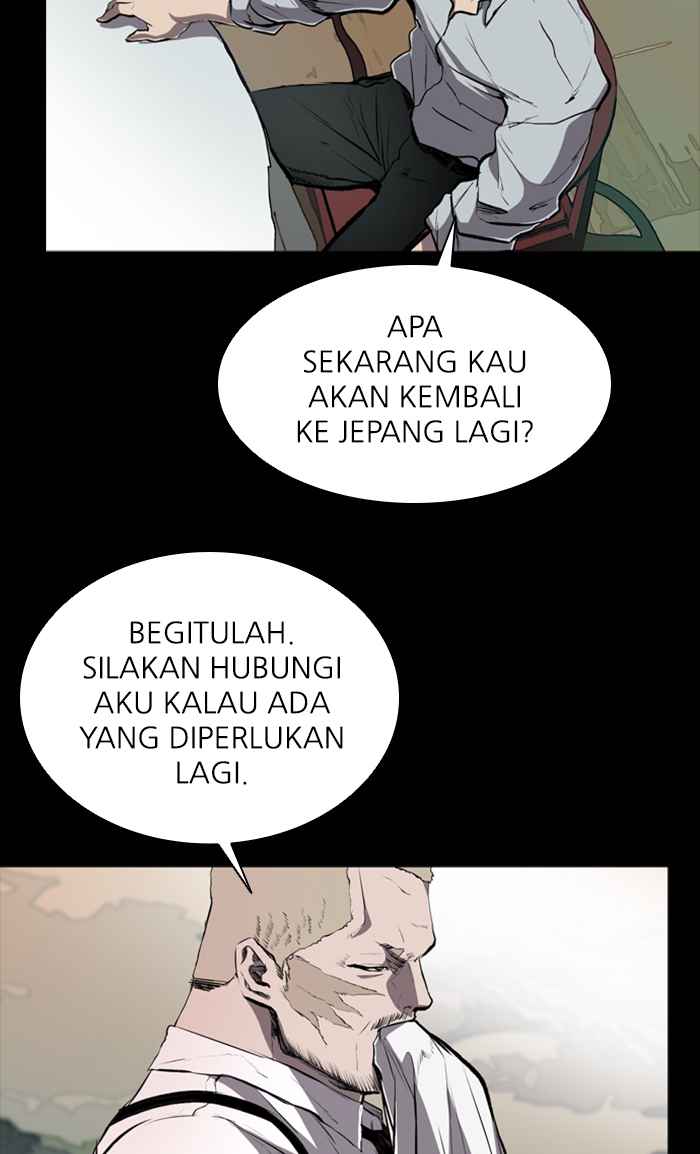 APA
SEKARANG KAU
AKAN KEMBALI
KE JEPANG LAGI?
BEGITULAH.
SILAKAN HUBUNGI
AKU KALAU ADA
YANG DIPERLUKAN
LAGI.